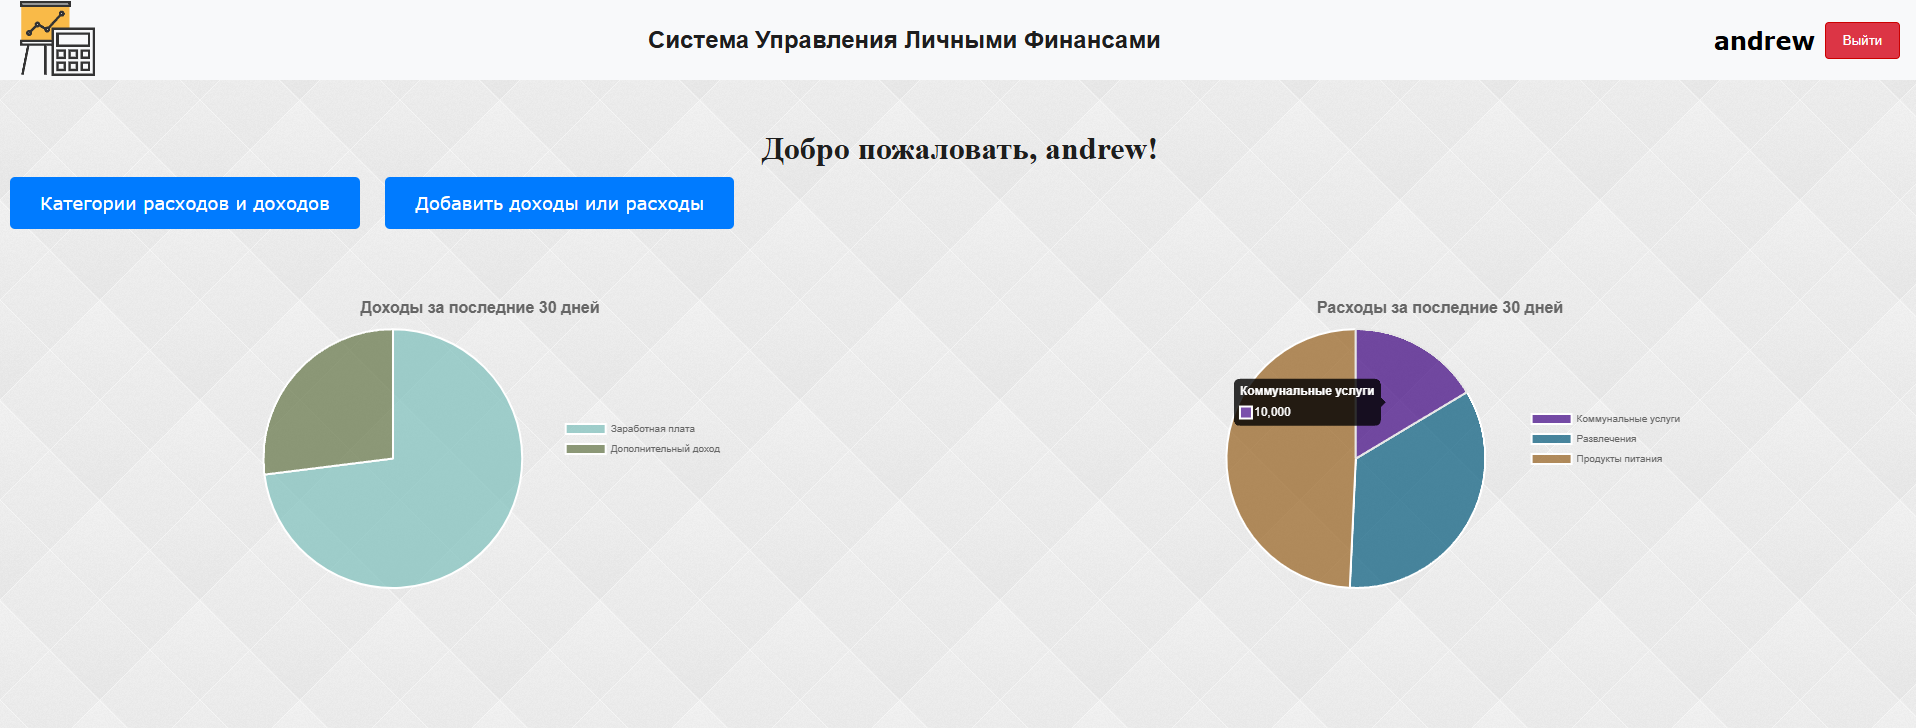 Система Управления Личными Финансами
andrew
Выйти
Добро пожаловать, andrew!
Категории расходов и доходов
Добавить доходы или расходы
Доходы за последние 30 дней
Заработная плата
Дополнительный доход
Расходы за последние 30 дней
Коммунальные услуги
10,000
Коммунальные услуги
Развлечения
Продукты питания